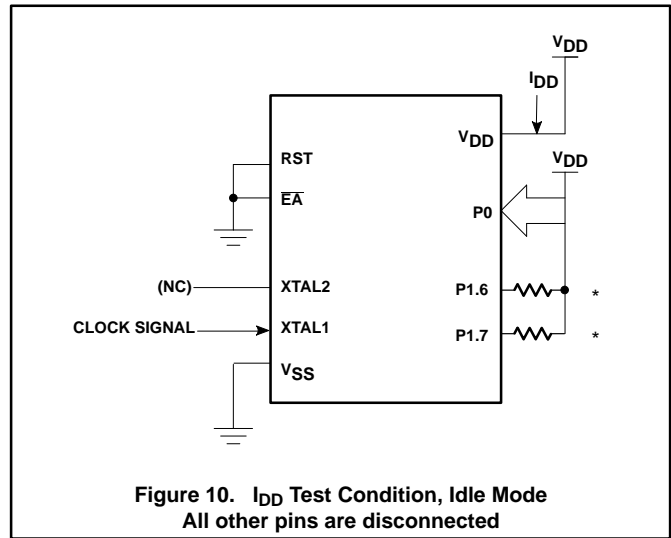 VDD
IDD
VDD
VDD
RST
EA
P0
(NC)
XTAL2
P1.6
*
CLOCK SIGNAL
XTAL1
P1.7
*
VSS
Figure 10. IDD Test Condition, Idle Mode
All other pins are disconnected